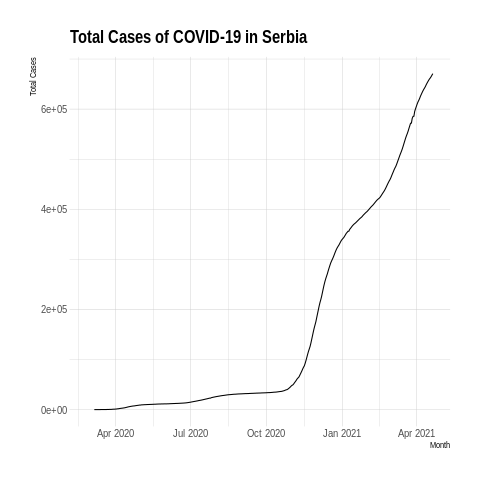 Total Cases of COVID-19 in Serbia
Total Cases
6e+05
4e+05
2e+05
0e+00
Apr 2020 Jul 2020 Oct 2020 Jan 2021 Apr 2021
Month